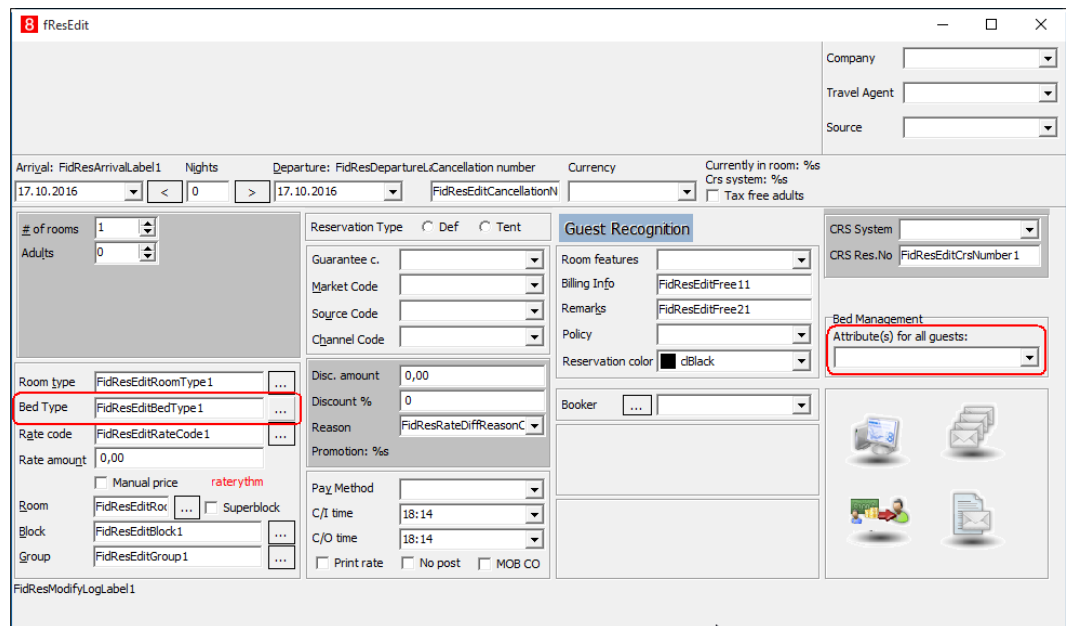 8 fResEdit
Company
Travel Agent
Source
Arrival: FidResArrivalLabel1 Nights Departure: FidResDepartureLaCancellation number Currency Currently in room: %s
Crs system: %s
17.10.2016 < 0 > 17.10.2016 FidResEditCancellationN Tax free adults
# of rooms 1
Adults 0
Reservation Type Def Tent
Guarantee c.
Market Code
Source Code
Channel Code
Guest Recognition
Room features
Billing Info FidResEditFree11
Remarks FidResEditFree21
Policy
Reservation color clBlack
CRS System
CRS Res.No FidResEditCrsNumber1
Bed Management
Attribute(s) for all guests:
Room type FidResEditRoomType1 ...
Bed Type FidResEditBedType1 ...
Rate code FidResEditRateCode1 ...
Rate amount 0,00
Manual price raterythm
Room FidResEditRoc ... Superblock
Block FidResEditBlock1 ...
Group FidResEditGroup1 ...
Disc. amount 0,00
Discount % 0
Reason FidResRateDiffReasonC
Promotion: %s
Booker ...
Pay Method
C/I time 18:14
C/O time 18:14
Print rate No post MOB CO
FidResModifyLogLabel1